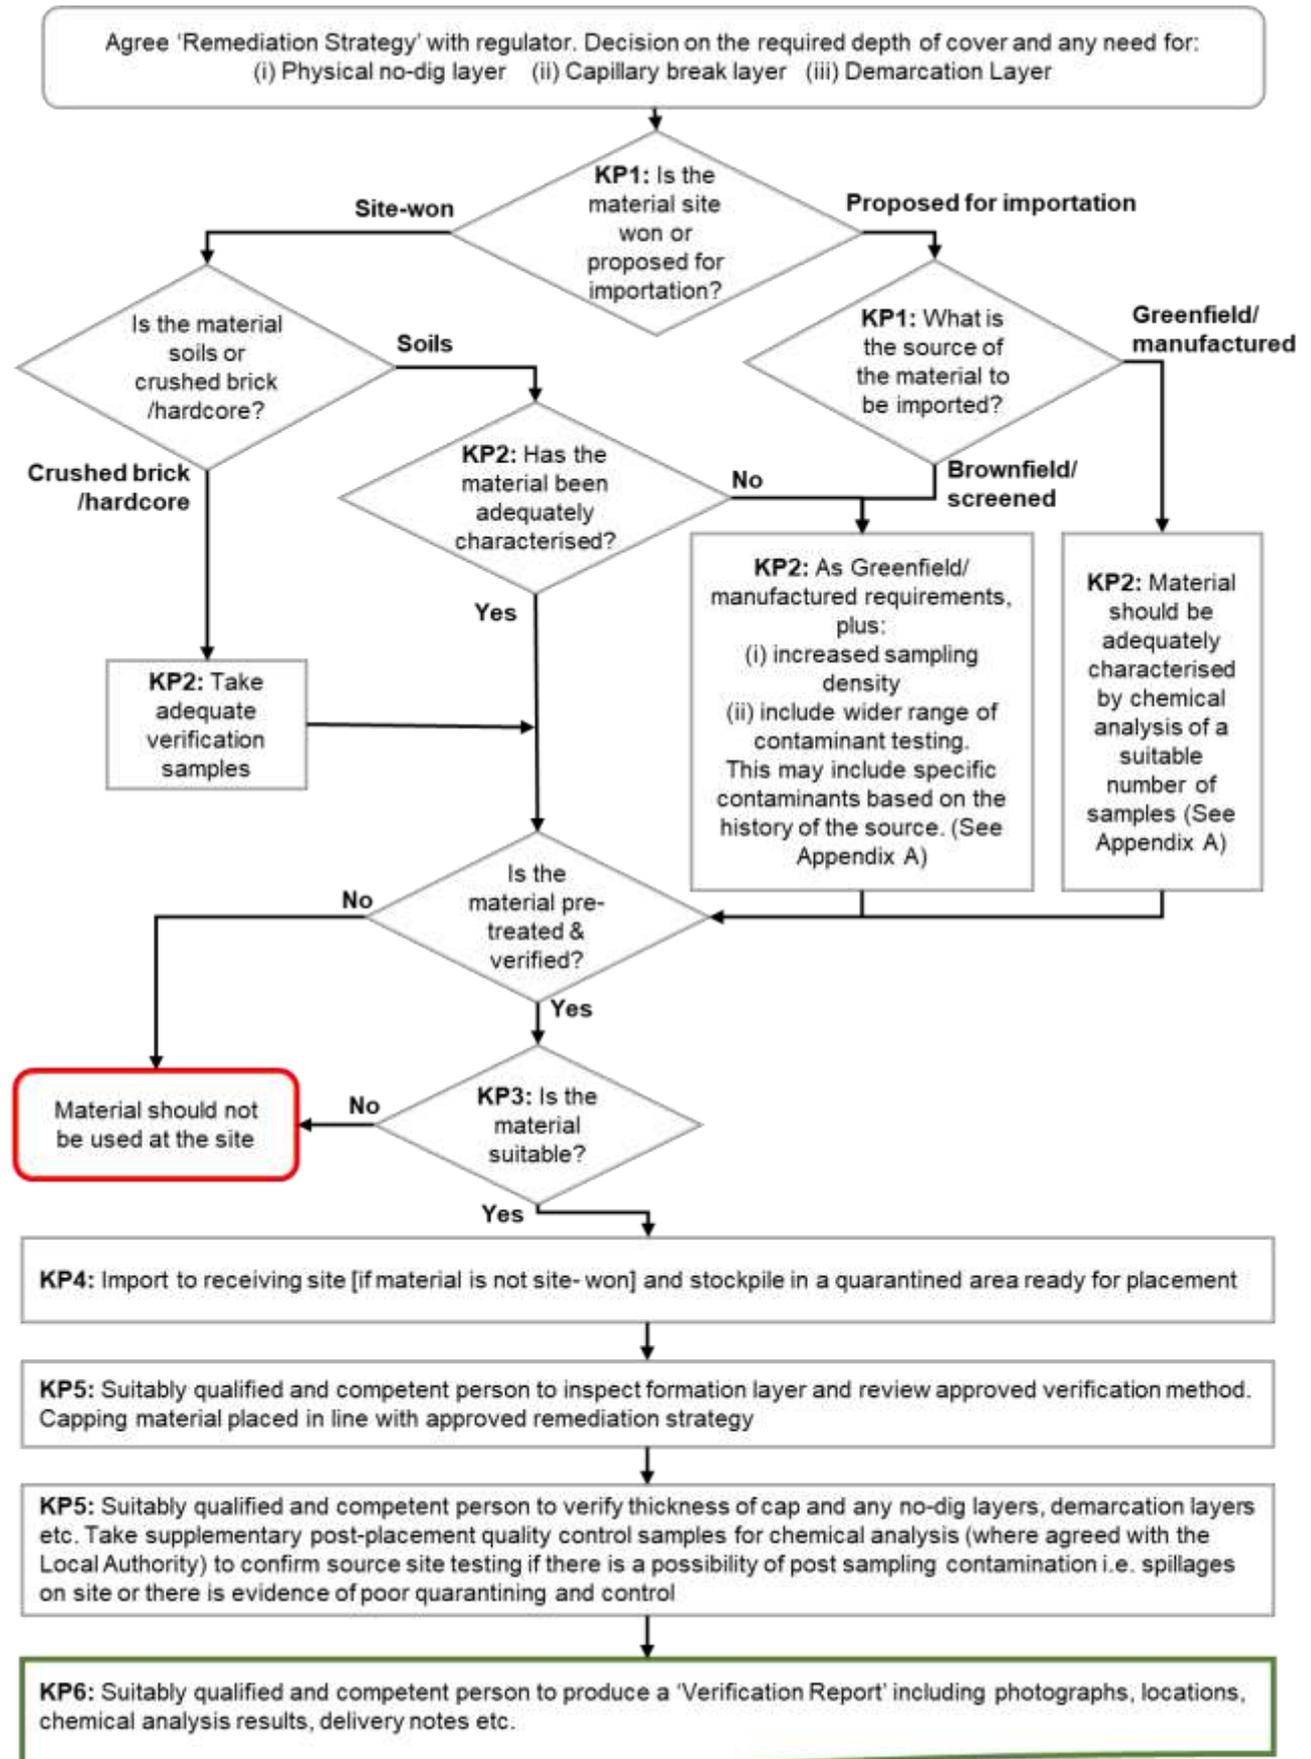 Agree ‘Remediation Strategy’ with regulator. Decision on the required depth of cover and any need for:
(i) Physical no-dig layer (ii) Capillary break layer (iii) Demarcation Layer
KP1: Is the
material site
won or
proposed for
importation?
Site-won
Proposed for importation
Is the material
soils or
crushed brick
/hardcore?
Soils
Crushed brick
/hardcore
KP1: What is
the source of
the material to
be imported?
Greenfield/
manufactured
Brownfield/
screened
KP2: Has the
material been
adequately
characterised?
No
Yes
KP2: Take
adequate
verification
samples
KP2: As Greenfield/
manufactured requirements,
plus:
(i) increased sampling
density
(ii) include wider range of
contaminant testing.
This may include specific
contaminants based on the
history of the source. (See
Appendix A)
KP2: Material
should be
adequately
characterised
by chemical
analysis of a
suitable
number of
samples (See
Appendix A)
Is the
material pre-
treated &
verified?
No
Yes
KP3: Is the
material
suitable?
No
Yes
Material should not
be used at the site
KP4: Import to receiving site [if material is not site- won] and stockpile in a quarantined area ready for placement
KP5: Suitably qualified and competent person to inspect formation layer and review approved verification method.
Capping material placed in line with approved remediation strategy
KP5: Suitably qualified and competent person to verify thickness of cap and any no-dig layers, demarcation layers
etc. Take supplementary post-placement quality control samples for chemical analysis (where agreed with the
Local Authority) to confirm source site testing if there is a possibility of post sampling contamination i.e. spillages
on site or there is evidence of poor quarantining and control
KP6: Suitably qualified and competent person to produce a ‘Verification Report’ including photographs, locations,
chemical analysis results, delivery notes etc.